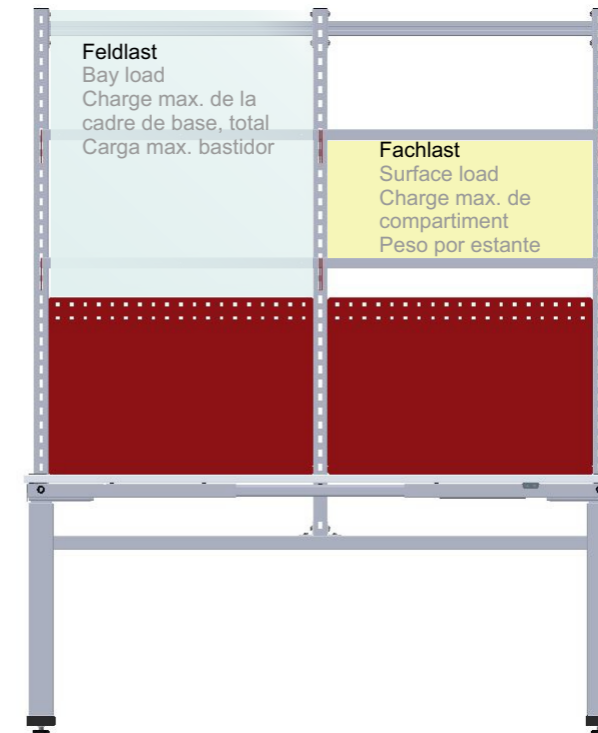 Feldlast
Bay load
Charge max. de la
cadre de base, total
Carga max. bastidor
Fachlast
Surface load
Charge max. de
compartiment
Peso por estante